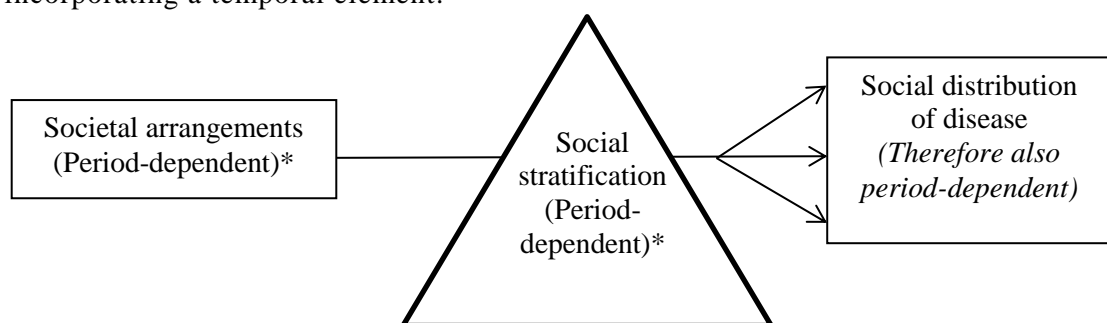 incorporating a temporal element.
Societal arrangements
(Period-dependent)*
Social
stratification
(Period-
dependent)*
Social distribution
of disease
(Therefore also
period-dependent)